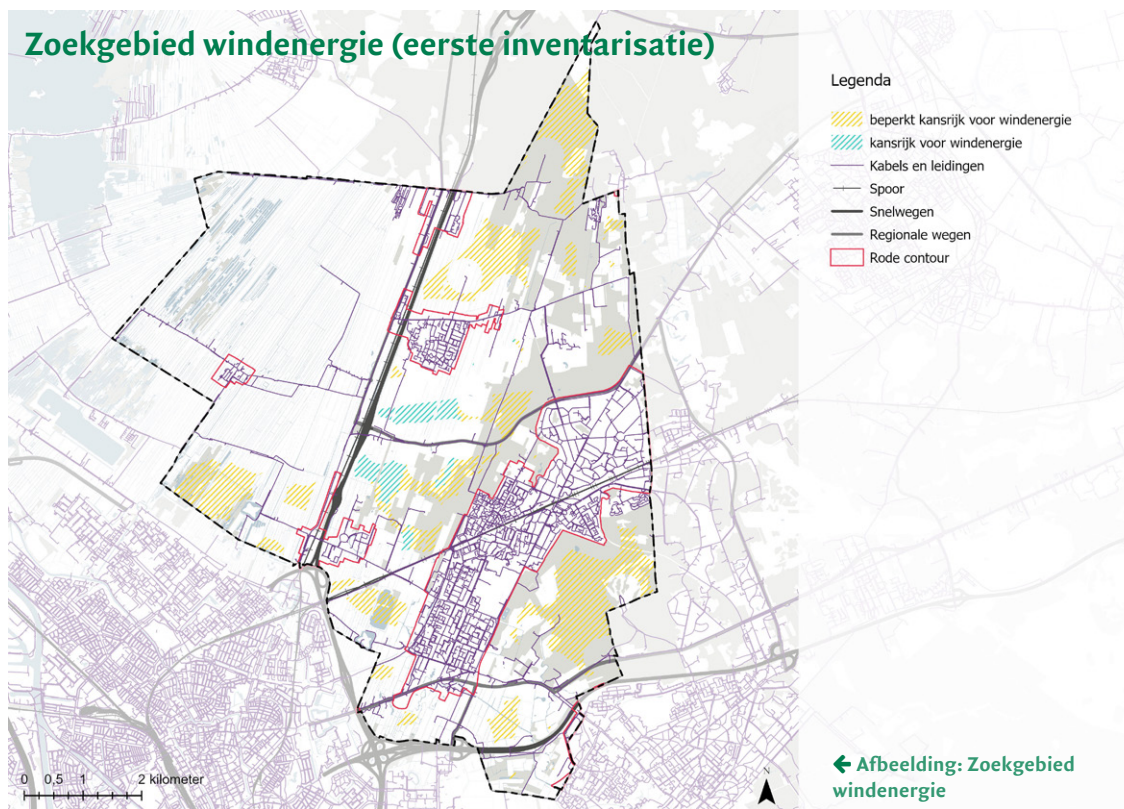 Zoekgebied windenergie (eerste inventarisatie)
Legenda
beperkt kansrijk voor windenergie
kansrijk voor windenergie
Kabels en leidingen
Spoor
Snelwegen
Regionale wegen
Rode contour
0 0,5 1 2 kilometer
N
← Afbeelding: Zoekgebied
windenergie